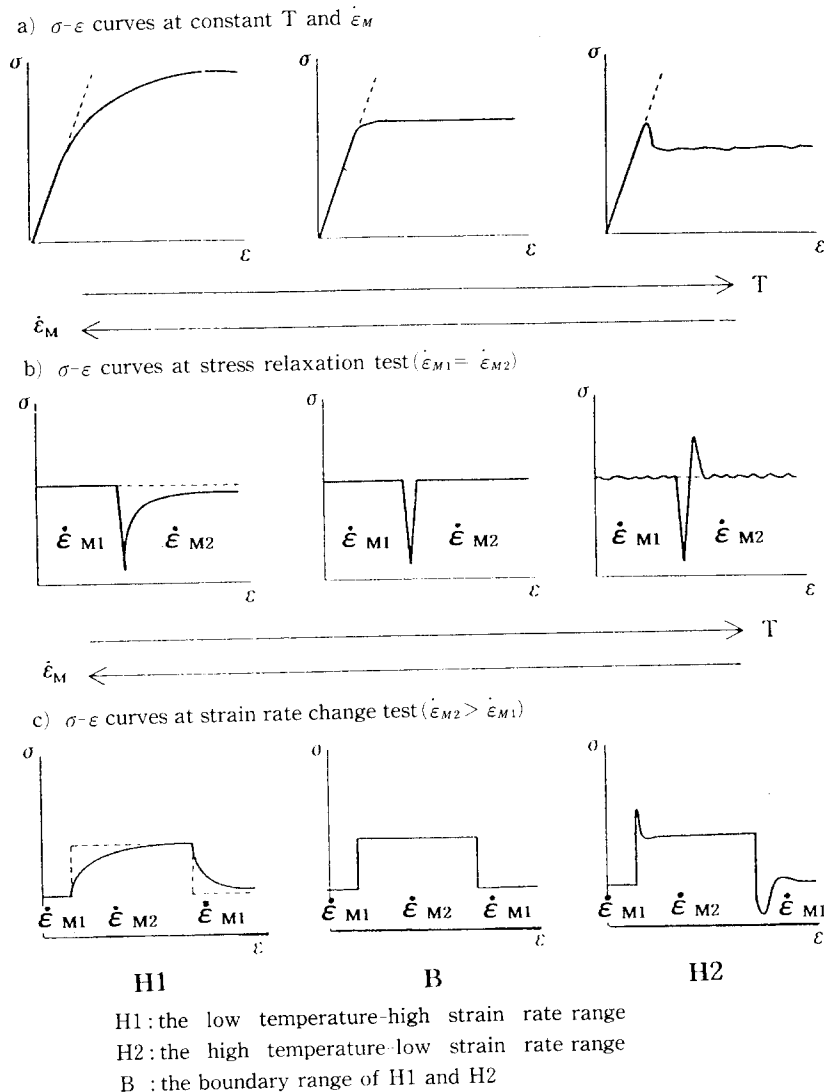 a) σ-ε curves at constant T and ε̇M
σ σ σ
ε ε ε
T
ε̇M
b) σ-ε curves at stress relaxation test(ε̇M1= ε̇M2)
σ σ σ
ε̇ M1 ε̇ M2 ε̇ M1 ε̇ M2 ε̇ M1 ε̇ M2
ε ε ε
T
ε̇M
c) σ-ε curves at strain rate change test(ε̇M2> ε̇M1)
σ σ σ
ε̇ M1 ε̇ M2 ε̇ M1 ε̇ M1 ε̇ M2 ε̇ M1 ε̇ M1 ε̇ M2 ε̇ M1
ε ε ε
H1 B H2
H1 : the low temperature-high strain rate range
H2 : the high temperature-low strain rate range
B : the boundary range of H1 and H2